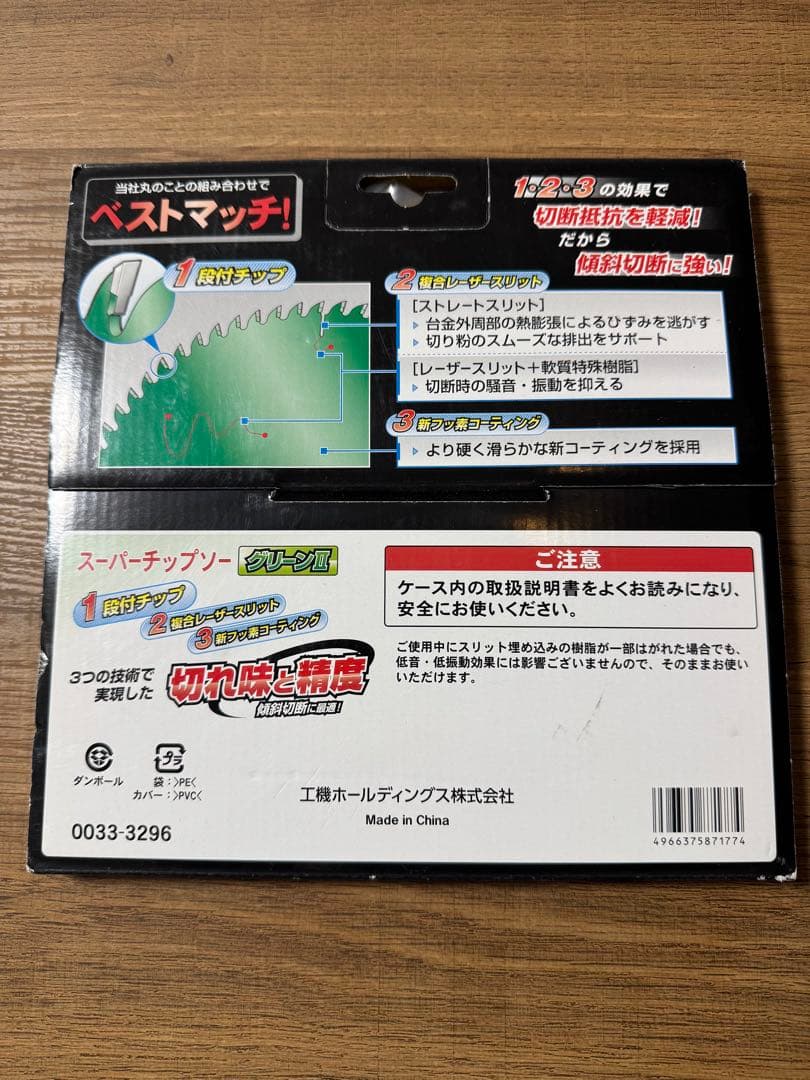 当社丸のことの組み合わせで
ベストマッチ!
1・2・3の効果で
切断抵抗を軽減!
だから
傾斜切断に強い!
1 段付チップ
2 複合レーザースリット
[ストレートスリット]
台金外周部の熱膨張によるひずみを逃がす
切り粉のスムーズな排出をサポート
[レーザースリット+軟質特殊樹脂]
切断時の騒音・振動を抑える
3 新フッ素コーティング
より硬く滑らかな新コーティングを採用
スーパーチップソー グリーンⅡ
1 段付チップ
2 複合レーザースリット
3 新フッ素コーティング
3つの技術で
実現した
切れ味と精度
傾斜切断に最適!
ご注意
ケース内の取扱説明書をよくお読みになり、
安全にお使いください。
ご使用中にスリット埋め込みの樹脂が一部はがれた場合でも、
低音・低振動効果には影響ございませんので、そのままお使い
いただけます。
ダンボール
プラ
袋:>PE<
カバー:>PVC<
工機ホールディングス株式会社
Made in China
0033-3296
4966375871774